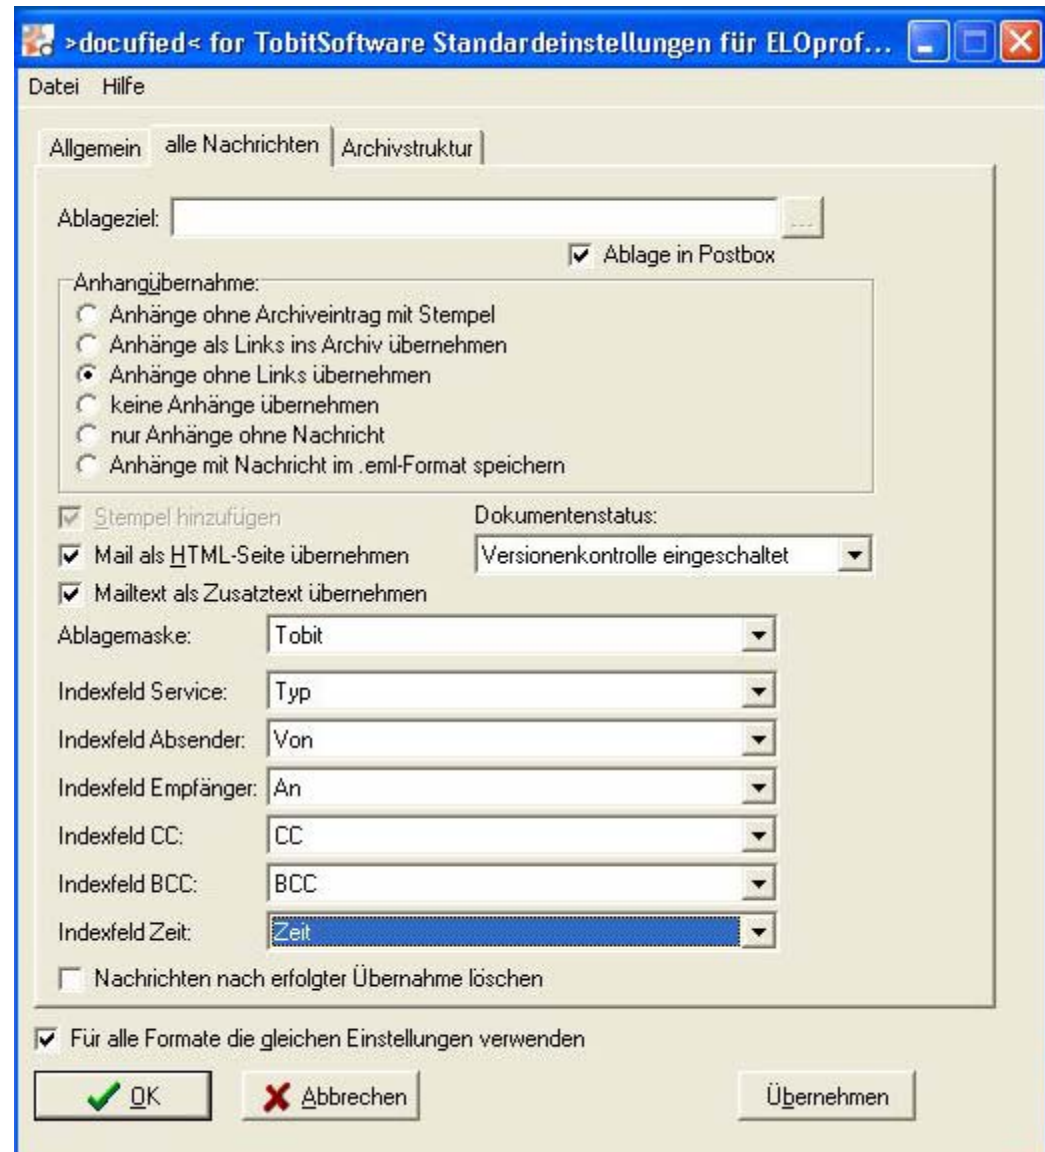 >docufied< for TobitSoftware Standardeinstellungen für ELOprof...
Datei Hilfe
Allgemein alle Nachrichten Archivstruktur
Ablageziel: ...
Ablage in Postbox
Anhangübernahme:
Anhänge ohne Archiveintrag mit Stempel
Anhänge als Links ins Archiv übernehmen
Anhänge ohne Links übernehmen
keine Anhänge übernehmen
nur Anhänge ohne Nachricht
Anhänge mit Nachricht im .eml-Format speichern
Stempel hinzufügen Dokumentenstatus:
Mail als HTML-Seite übernehmen Versionenkontrolle eingeschaltet
Mailtext als Zusatztext übernehmen
Ablagemaske: Tobit
Indexfeld Service: Typ
Indexfeld Absender: Von
Indexfeld Empfänger: An
Indexfeld CC: CC
Indexfeld BCC: BCC
Indexfeld Zeit: Zeit
Nachrichten nach erfolgter Übernahme löschen
Für alle Formate die gleichen Einstellungen verwenden
OK Abbrechen Übernehmen